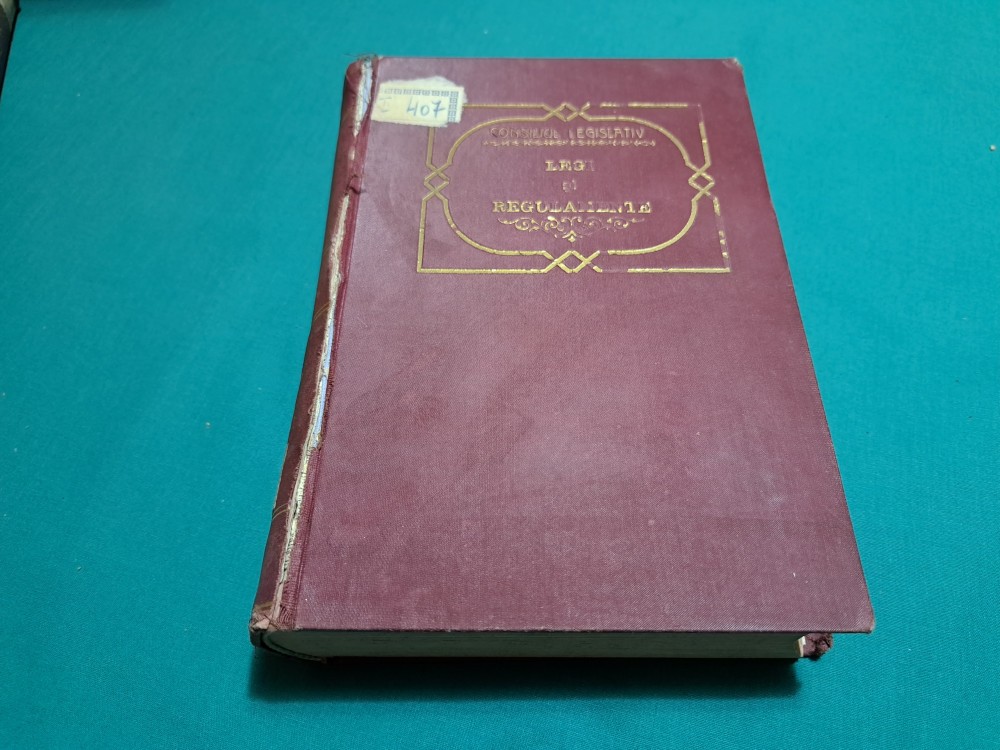 I 407
CONSILIUL LEGISLATIV
LEGI
și
REGULAMENTE